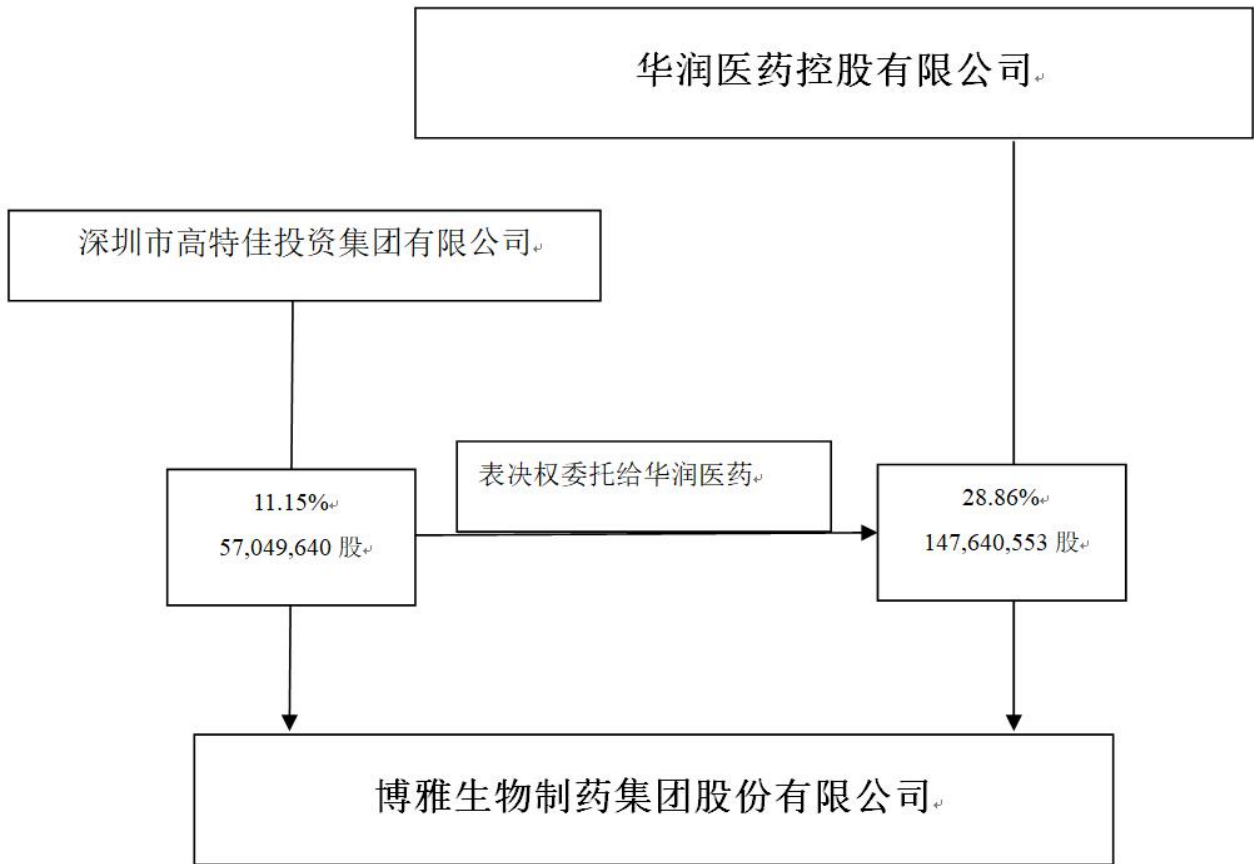 华润医药控股有限公司
深圳市高特佳投资集团有限公司
表决权委托给华润医药
11.15%
57,049,640 股
28.86%
147,640,553 股
博雅生物制药集团股份有限公司